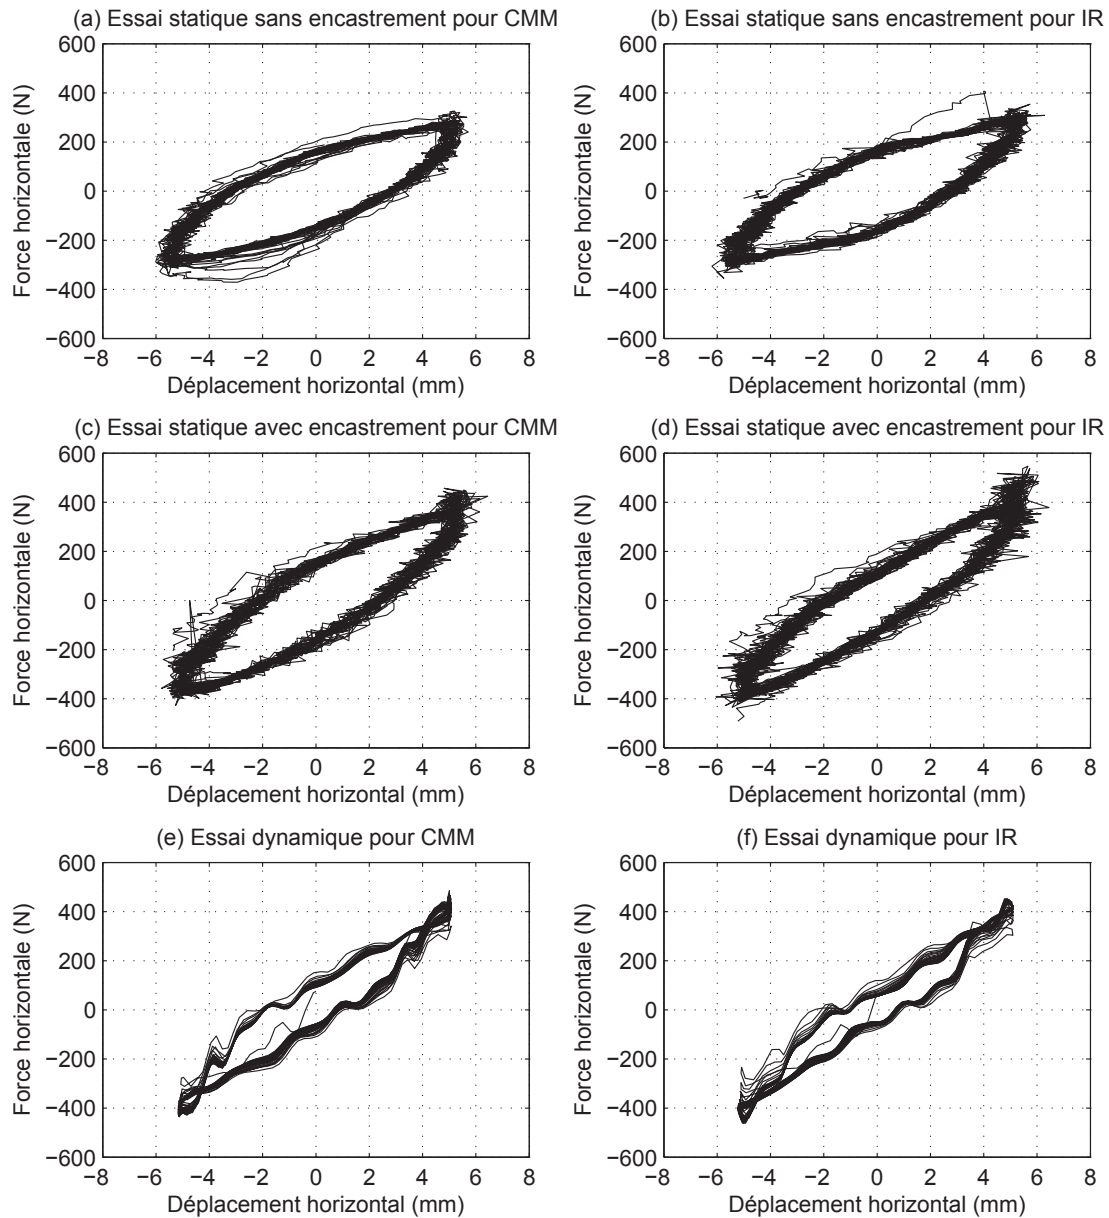 (a) Essai statique sans encastrement pour CMM
600
400
200
0
−200
−400
−600
Force horizontale (N)
−8 −6 −4 −2 0 2 4 6 8
Déplacement horizontal (mm)
(b) Essai statique sans encastrement pour IR
600
400
200
0
−200
−400
−600
Force horizontale (N)
−8 −6 −4 −2 0 2 4 6 8
Déplacement horizontal (mm)
(c) Essai statique avec encastrement pour CMM
600
400
200
0
−200
−400
−600
Force horizontale (N)
−8 −6 −4 −2 0 2 4 6 8
Déplacement horizontal (mm)
(d) Essai statique avec encastrement pour IR
600
400
200
0
−200
−400
−600
Force horizontale (N)
−8 −6 −4 −2 0 2 4 6 8
Déplacement horizontal (mm)
(e) Essai dynamique pour CMM
600
400
200
0
−200
−400
−600
Force horizontale (N)
−8 −6 −4 −2 0 2 4 6 8
Déplacement horizontal (mm)
(f) Essai dynamique pour IR
600
400
200
0
−200
−400
−600
Force horizontale (N)
−8 −6 −4 −2 0 2 4 6 8
Déplacement horizontal (mm)